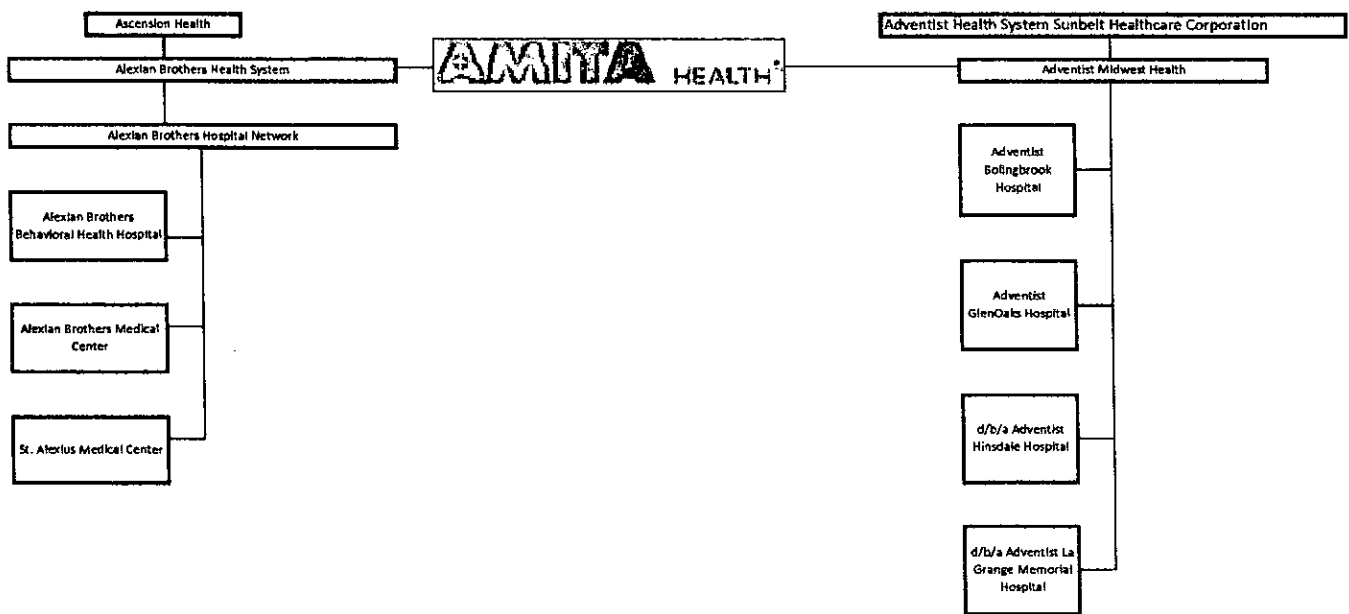 Ascension Health
Alexian Brothers Health System
Alexian Brothers Hospital Network
Alexian Brothers
Behavioral Health Hospital
Alexian Brothers Medical
Center
St. Alexius Medical Center
AMITA HEALTH
Adventist Health System Sunbelt Healthcare Corporation
Adventist Midwest Health
Adventist
Bolingbrook
Hospital
Adventist
GlenOaks Hospital
d/b/a Adventist
Hinsdale Hospital
d/b/a Adventist La
Grange Memorial
Hospital